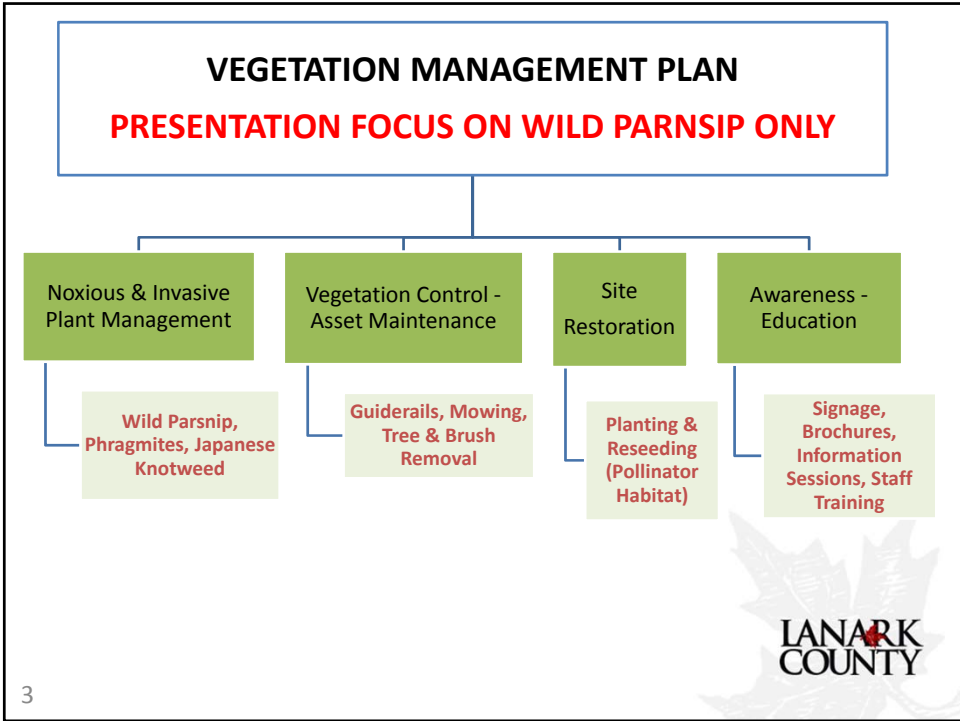 VEGETATION MANAGEMENT PLAN
PRESENTATION FOCUS ON WILD PARNSIP ONLY
Noxious & Invasive
Plant Management
Wild Parsnip,
Phragmites, Japanese
Knotweed
Vegetation Control -
Asset Maintenance
Guiderails, Mowing,
Tree & Brush
Removal
Site
Restoration
Planting &
Reseeding
(Pollinator
Habitat)
Awareness -
Education
Signage,
Brochures,
Information
Sessions, Staff
Training
LANARK
COUNTY
3